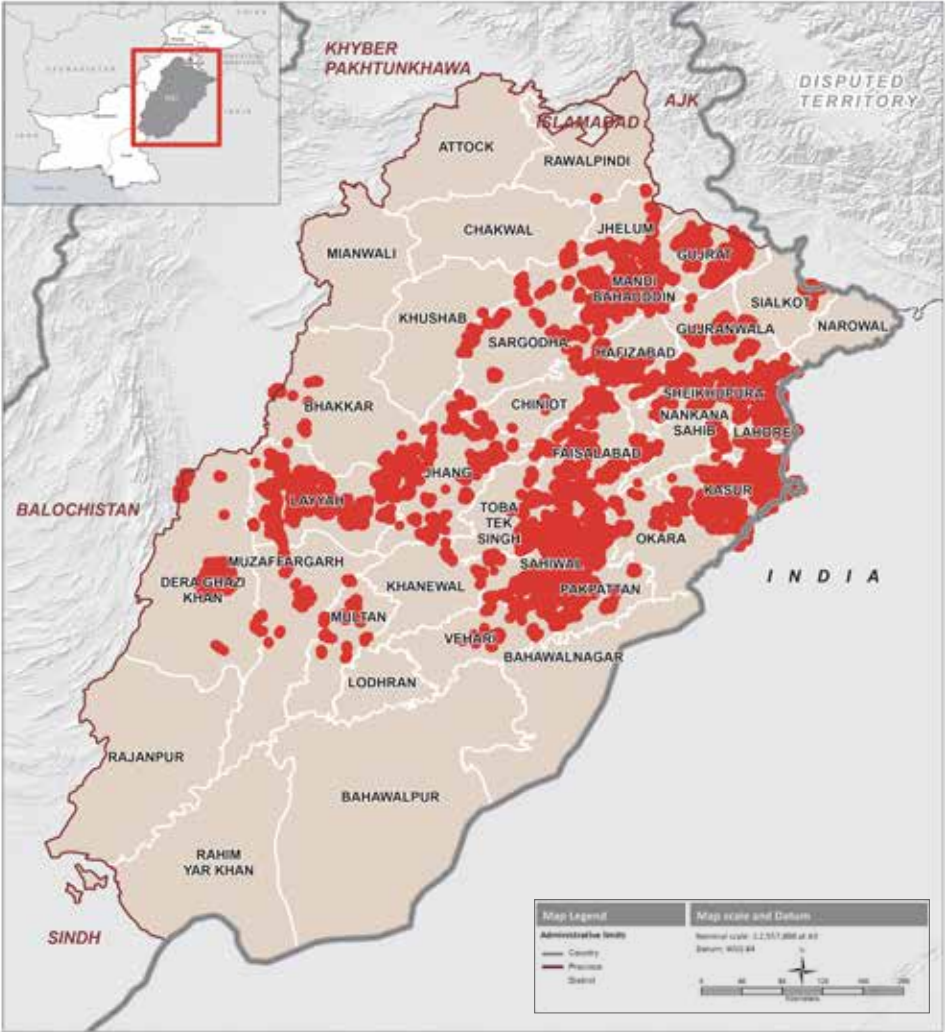 KHYBER
PAKHTUNKHAWA
DISPUTED
TERRITORY
AJK
ISLAMABAD
ATTOCK
RAWALPINDI
CHAKWAL
JHELUM
MIANWALI
GUJRAT
MANDI
BAHAUDDIN
SIALKOT
KHUSHAB
GUJRANWALA
NAROWAL
SARGODHA
HAFIZABAD
SHEIKHUPURA
BHAKKAR
CHINIOT
NANKANA
SAHIB
LAHORE
FAISALABAD
JHANG
KASUR
BALOCHISTAN
LAYYAH
TOBA
TEK
SINGH
OKARA
MUZAFFARGARH
SAHIWAL
INDIA
DERA GHAZI
KHAN
KHANEWAL
PAKPATTAN
MULTAN
VEHARI
BAHAWALNAGAR
LODHRAN
RAJANPUR
BAHAWALPUR
RAHIM
YAR KHAN
SINDH
Map Legend
Administrative limits
Country
Province
District
Map scale and Datum
Kilometers